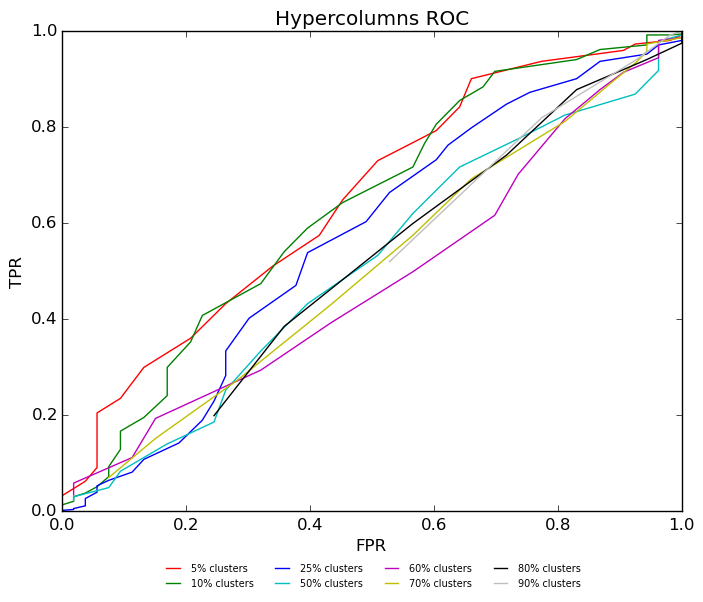 Hypercolumns ROC
1.0
0.8
0.6
0.4
0.2
0.0
TPR
0.0 0.2 0.4 0.6 0.8 1.0
FPR
5% clusters 25% clusters 60% clusters 80% clusters
10% clusters 50% clusters 70% clusters 90% clusters